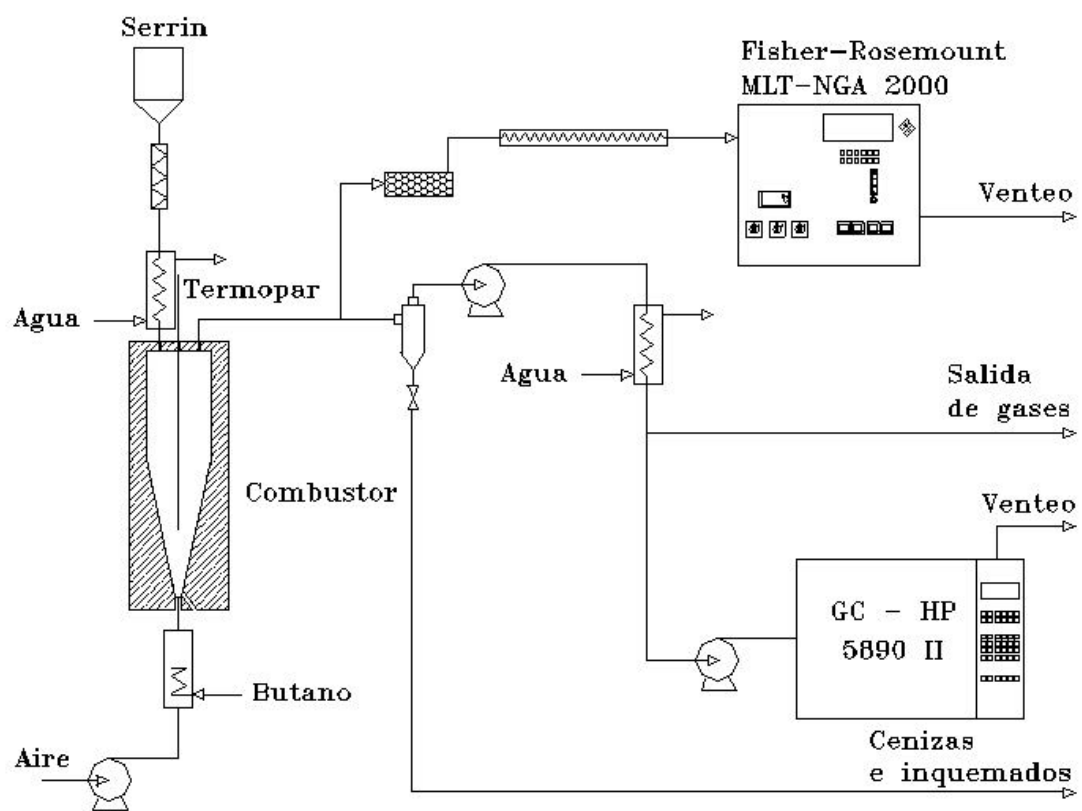 Serrin
Fisher-Rosemount
MLT-NGA 2000
Venteo
Termopar
Agua
Agua
Salida
de gases
Combustor
Venteo
GC - HP
5890 II
Butano
Cenizas
e inquemados
Aire